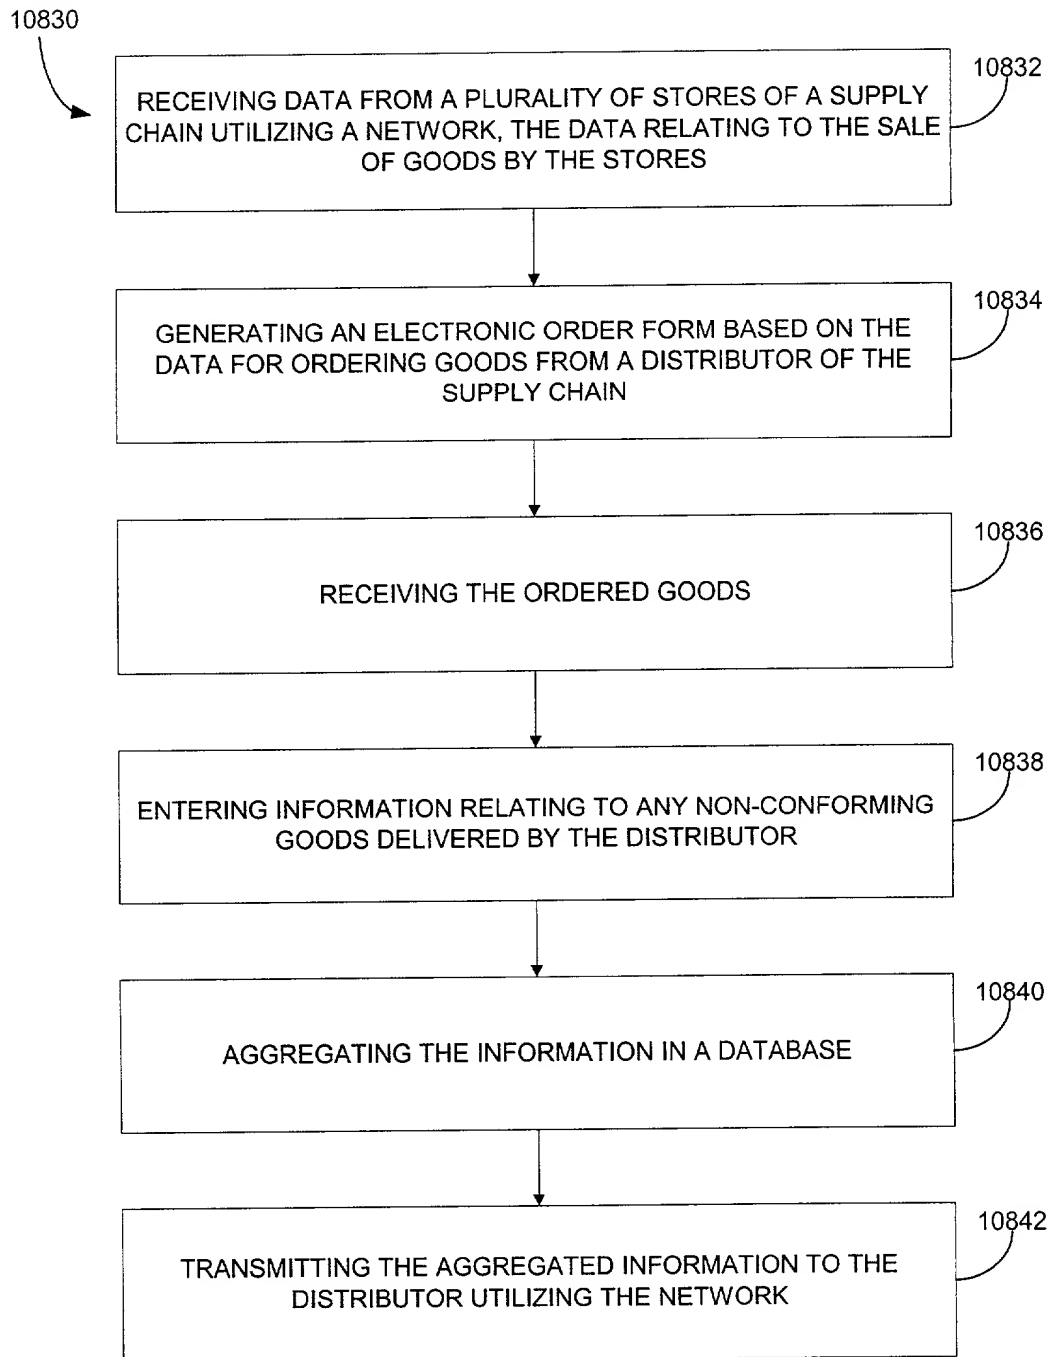 10830
10832
RECEIVING DATA FROM A PLURALITY OF STORES OF A SUPPLY
CHAIN UTILIZING A NETWORK, THE DATA RELATING TO THE SALE
OF GOODS BY THE STORES
10834
GENERATING AN ELECTRONIC ORDER FORM BASED ON THE
DATA FOR ORDERING GOODS FROM A DISTRIBUTOR OF THE
SUPPLY CHAIN
10836
RECEIVING THE ORDERED GOODS
10838
ENTERING INFORMATION RELATING TO ANY NON-CONFORMING
GOODS DELIVERED BY THE DISTRIBUTOR
10840
AGGREGATING THE INFORMATION IN A DATABASE
10842
TRANSMITTING THE AGGREGATED INFORMATION TO THE
DISTRIBUTOR UTILIZING THE NETWORK